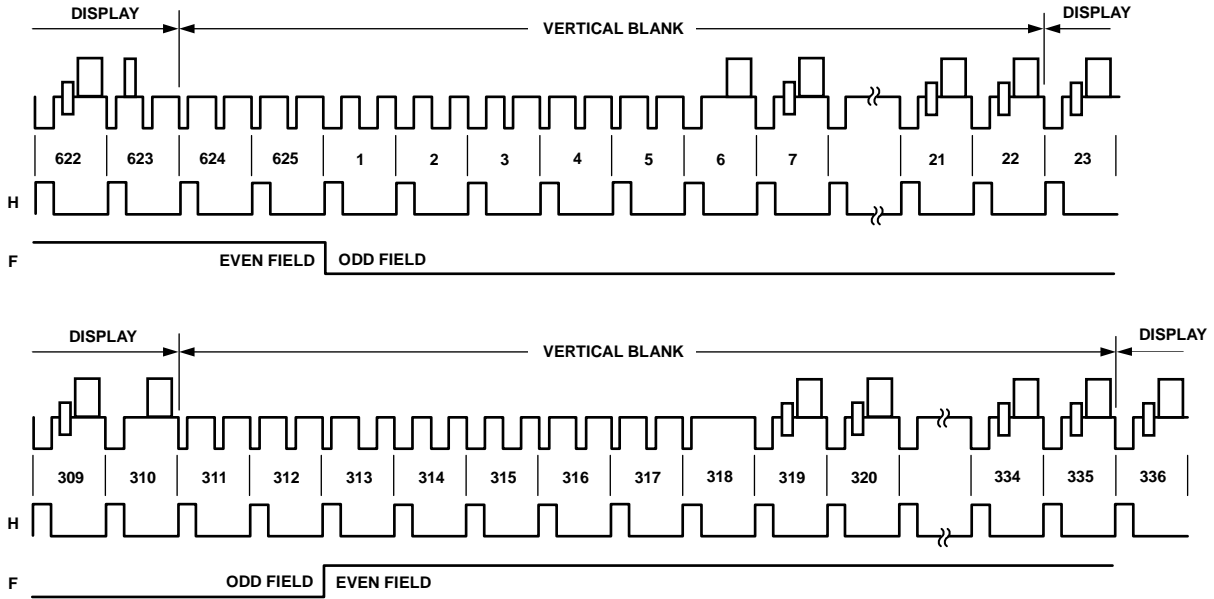 DISPLAY VERTICAL BLANK DISPLAY
622 623 624 625 1 2 3 4 5 6 7 21 22 23
H
F EVEN FIELD ODD FIELD
DISPLAY VERTICAL BLANK DISPLAY
309 310 311 312 313 314 315 316 317 318 319 320 334 335 336
H
F ODD FIELD EVEN FIELD